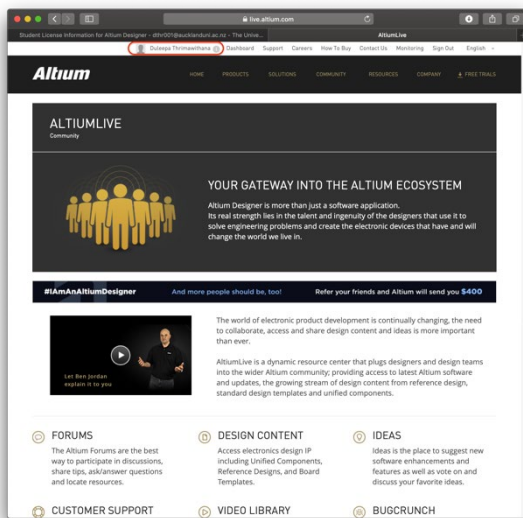 live.altium.com
Student License Information for Altium Designer - dthr001@aucklanduni.ac.nz - The Unive...
AltiumLive
Duleepa Thrimawithana
Dashboard
Support
Careers
How To Buy
Contact Us
Monitoring
Sign Out
English
Altium
HOME
PRODUCTS
SOLUTIONS
COMMUNITY
RESOURCES
COMPANY
FREE TRIALS
ALTIUMLIVE
Community
YOUR GATEWAY INTO THE ALTIUM ECOSYSTEM
Altium Designer is more than just a software application.
Its real strength lies in the talent and ingenuity of the designers that use it to
solve engineering problems and create the electronic devices that have and will
change the world we live in.
#IAmAnAltiumDesigner
And more people should be, too!
Refer your friends and Altium will send you $400
Let Ben Jordan
explain it to you
The world of electronic product development is continually changing, the need
to collaborate, access and share design content and ideas is more important
than ever.
AltiumLive is a dynamic resource center that plugs designers and design teams
into the wider Altium community; providing access to latest Altium software
and updates, the growing stream of design content from reference design,
standard design templates and unified components.
FORUMS
The Altium Forums are the best
way to participate in discussions,
share tips, ask/answer questions
and locate resources.
DESIGN CONTENT
Access electronics design IP
including Unified Components,
Reference Designs, and Board
Templates.
IDEAS
Ideas is the place to suggest new
software enhancements and
features as well as vote on and
discuss your favorite ideas.
CUSTOMER SUPPORT
VIDEO LIBRARY
BUGCRUNCH